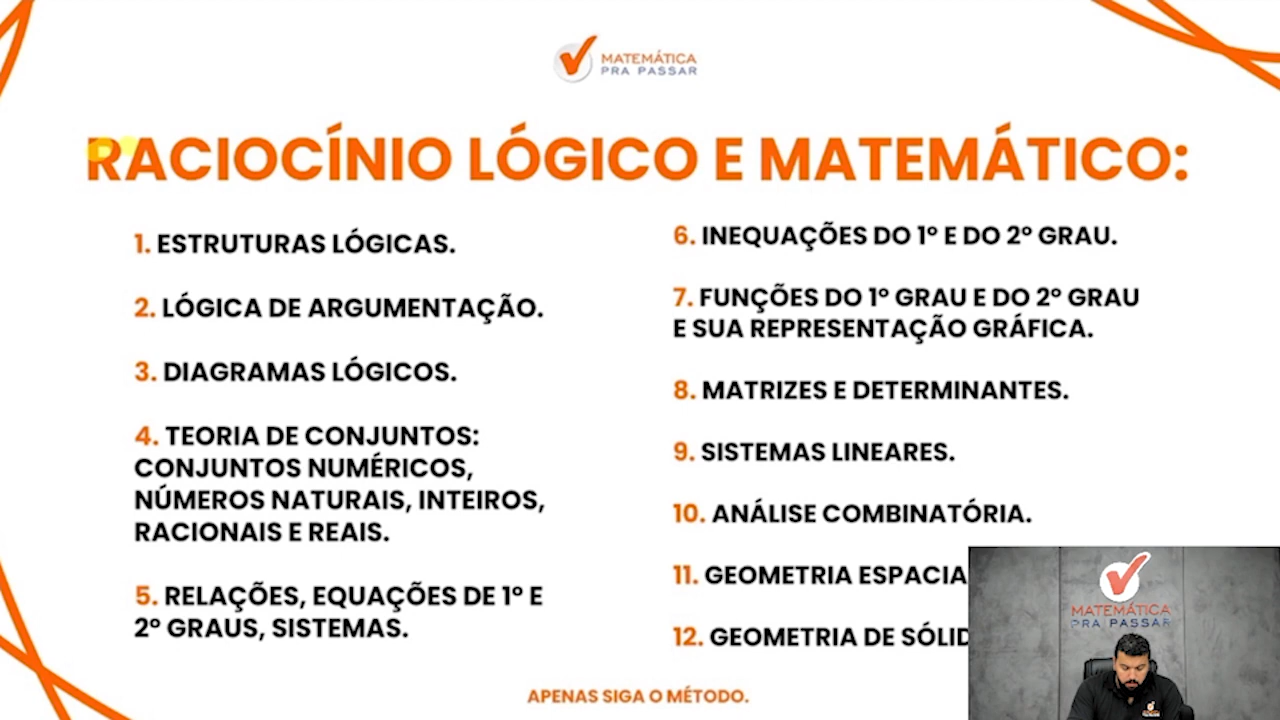 MATEMÁTICA
PRA PASSAR
RACIOCÍNIO LÓGICO E MATEMÁTICO:
1. ESTRUTURAS LÓGICAS.
2. LÓGICA DE ARGUMENTAÇÃO.
3. DIAGRAMAS LÓGICOS.
4. TEORIA DE CONJUNTOS:
CONJUNTOS NUMÉRICOS,
NÚMEROS NATURAIS, INTEIROS,
RACIONAIS E REAIS.
5. RELAÇÕES, EQUAÇÕES DE 1º E
2º GRAUS, SISTEMAS.
6. INEQUAÇÕES DO 1º E DO 2º GRAU.
7. FUNÇÕES DO 1º GRAU E DO 2º GRAU
E SUA REPRESENTAÇÃO GRÁFICA.
8. MATRIZES E DETERMINANTES.
9. SISTEMAS LINEARES.
10. ANÁLISE COMBINATÓRIA.
11. GEOMETRIA
12. GEOMETRIA DE
MATEMÁTICA
PRA PASSAR
APENAS SIGA O MÉTODO.